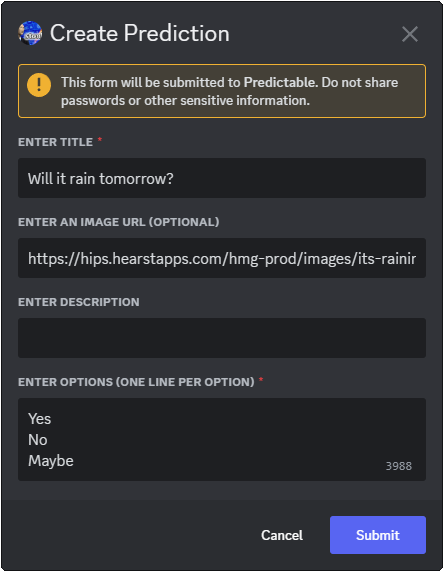 Create Prediction
This form will be submitted to Predictable. Do not share
passwords or other sensitive information.
ENTER TITLE *
Will it rain tomorrow?
ENTER AN IMAGE URL (OPTIONAL)
https://hips.hearstapps.com/hmg-prod/images/its-rainir
ENTER DESCRIPTION
ENTER OPTIONS (ONE LINE PER OPTION) *
Yes
No
Maybe
3988
Cancel
Submit